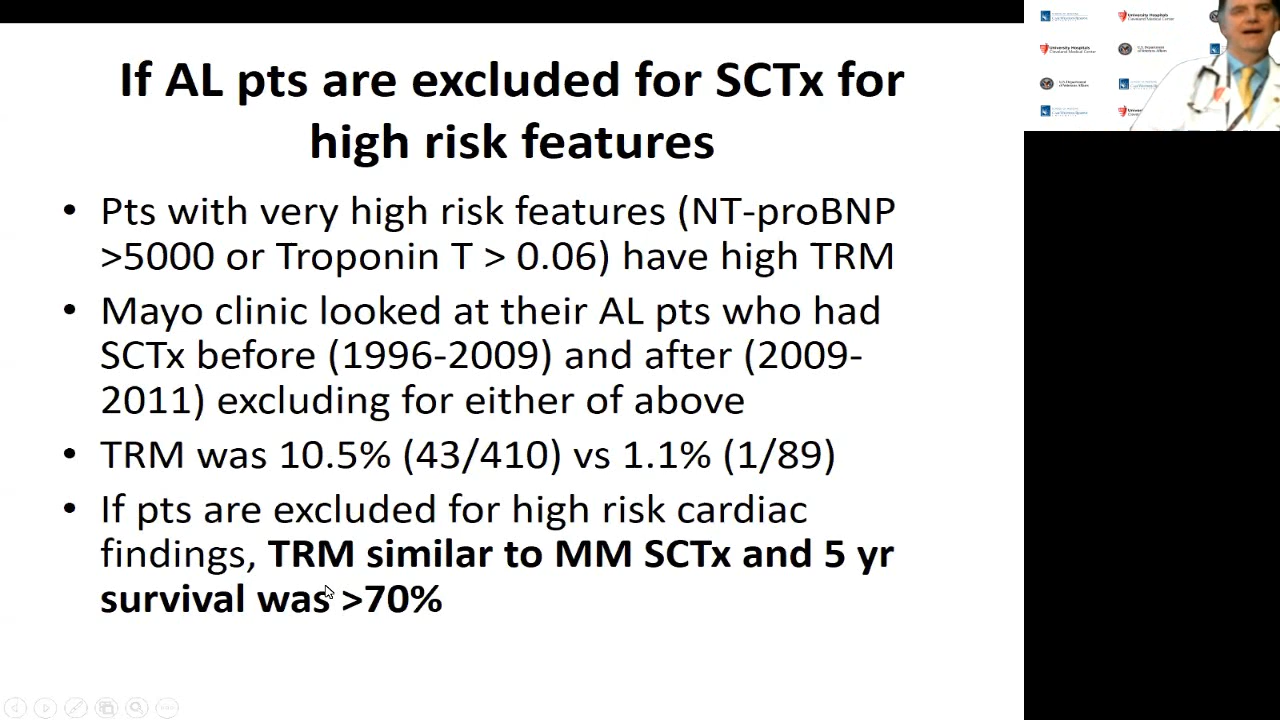 If AL pts are excluded for SCTx for
high risk features
• Pts with very high risk features (NT-proBNP
>5000 or Troponin T > 0.06) have high TRM
• Mayo clinic looked at their AL pts who had
SCTx before (1996-2009) and after (2009-
2011) excluding for either of above
• TRM was 10.5% (43/410) vs 1.1% (1/89)
• If pts are excluded for high risk cardiac
findings, TRM similar to MM SCTx and 5 yr
survival was >70%
University Hospitals
University Hospitals